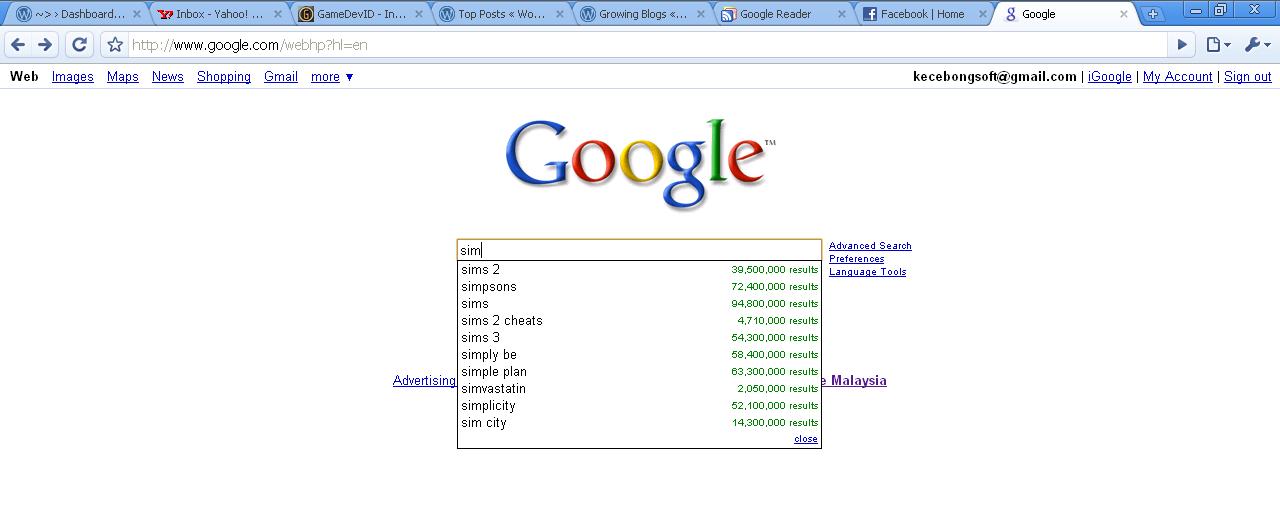 ~> › Dashboard...
Inbox - Yahoo! ...
GameDevID - In...
Top Posts « Wo...
Growing Blogs «...
Google Reader
Facebook | Home
Google
http://www.google.com/webhp?hl=en
Web Images Maps News Shopping Gmail more ▼
kecebongsoft@gmail.com | iGoogle | My Account | Sign out
Google™
sim
Advanced Search
Preferences
Language Tools
sims 2 39,500,000 results
simpsons 72,400,000 results
sims 94,800,000 results
sims 2 cheats 4,710,000 results
sims 3 54,300,000 results
simply be 58,400,000 results
simple plan 63,300,000 results
simvastatin 2,050,000 results
simplicity 52,100,000 results
sim city 14,300,000 results
close
Advertising
e Malaysia